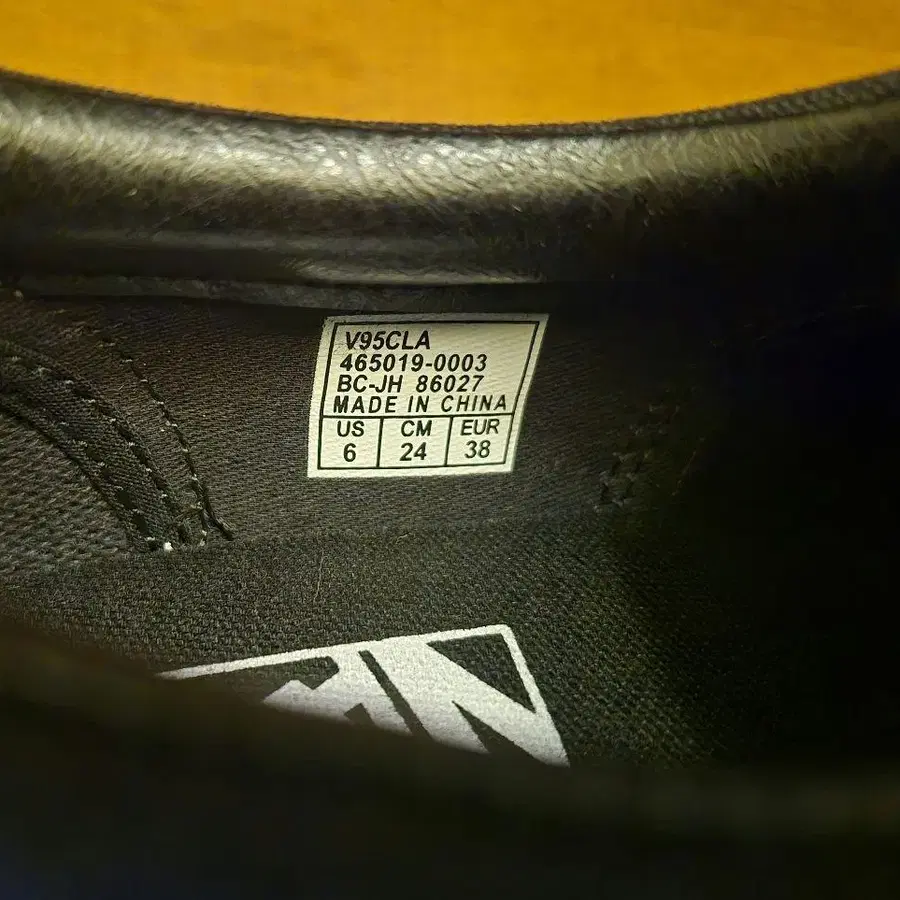 V95CLA
465019-0003
BC-JH 86027
MADE IN CHINA
US CM EUR
6 24 38